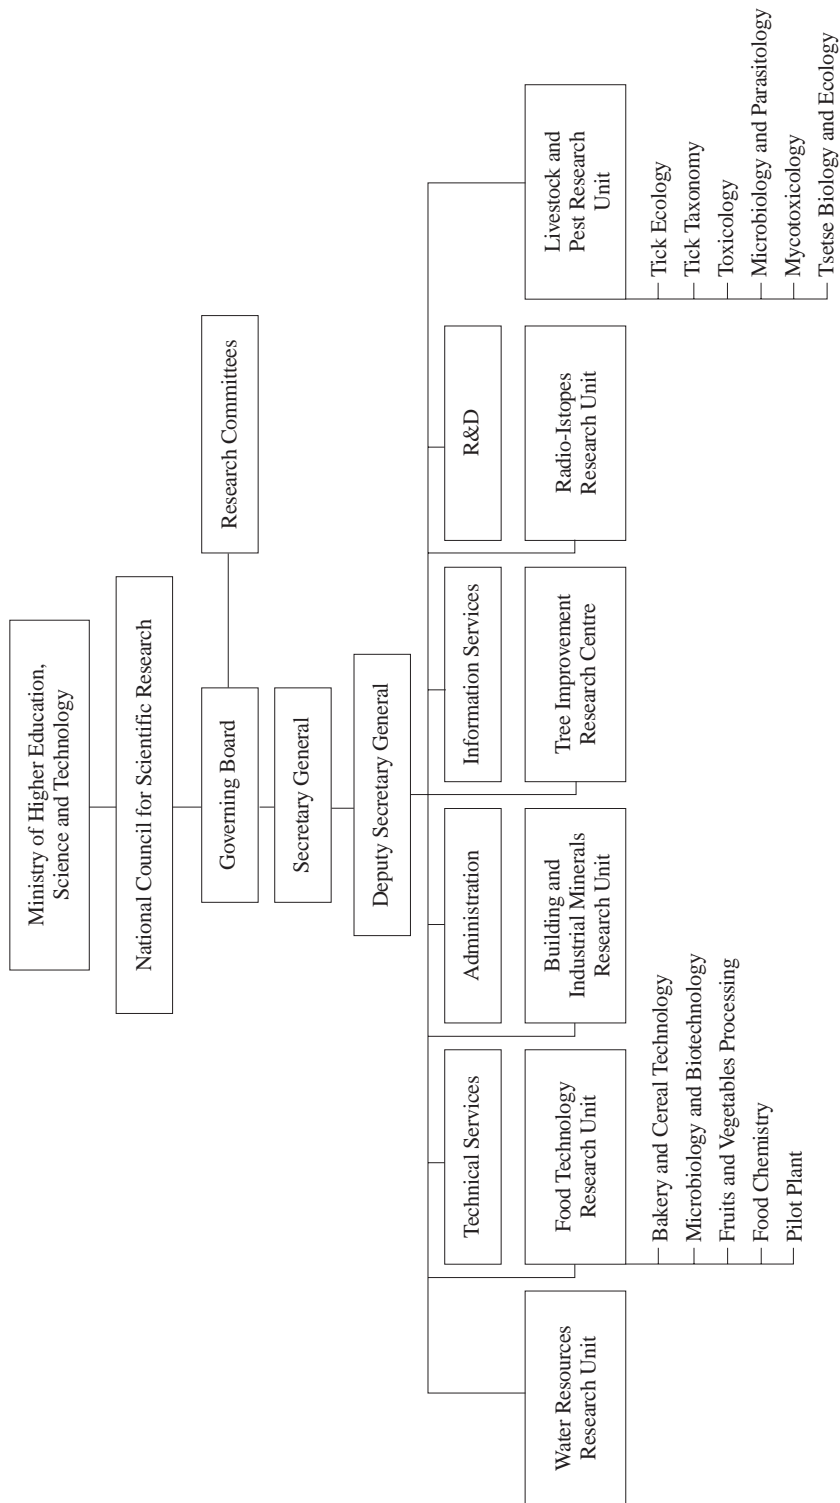 Ministry of Higher Education,
Science and Technology
National Council for Scientific Research
Governing Board
Research Committees
Secretary General
Deputy Secretary General
Technical Services
Administration
Information Services
R&D
Water Resources
Research Unit
Food Technology
Research Unit
Building and
Industrial Minerals
Research Unit
Tree Improvement
Research Centre
Radio-Istopes
Research Unit
Livestock and
Pest Research
Unit
Bakery and Cereal Technology
Microbiology and Biotechnology
Fruits and Vegetables Processing
Food Chemistry
Pilot Plant
Tick Ecology
Tick Taxonomy
Toxicology
Microbiology and Parasitology
Mycotoxicology
Tsetse Biology and Ecology